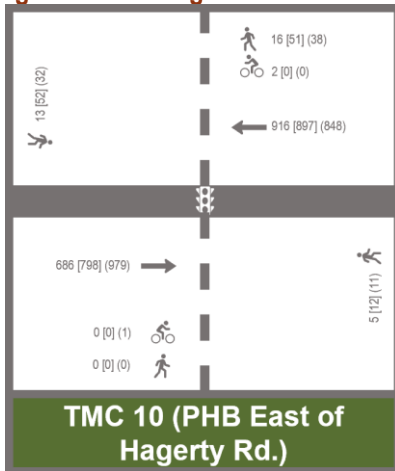 16 [51] (38)
2 [0] (0)
13 [52] (32)
916 [897] (848)
686 [798] (979)
5 [12] (11)
0 [0] (1)
0 [0] (0)
TMC 10 (PHB East of
Hagerty Rd.)